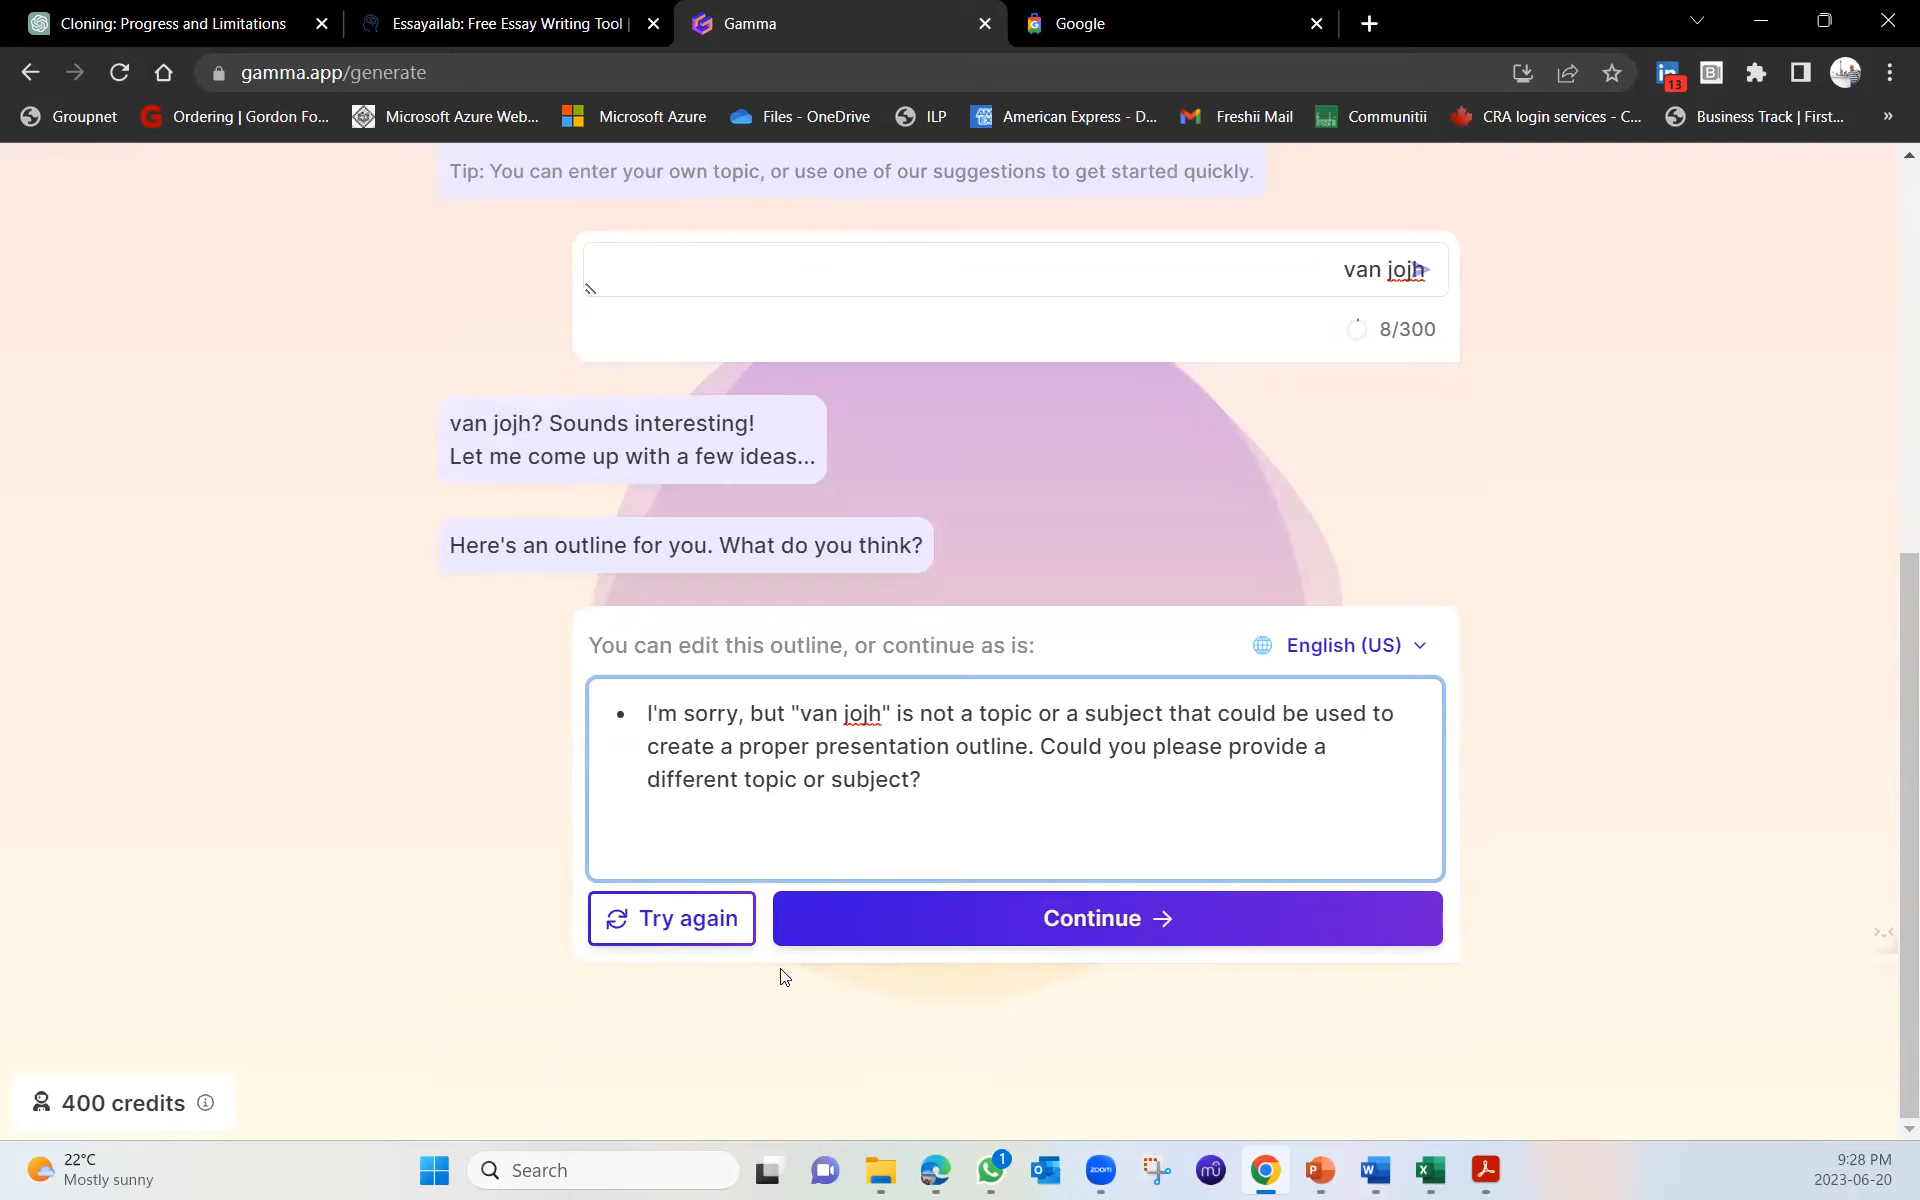 Cloning: Progress and Limitations
Essayailab: Free Essay Writing Tool |
Gamma
Google
gamma.app/generate
13
Groupnet
Ordering | Gordon Fo...
Microsoft Azure Web...
Microsoft Azure
Files - OneDrive
ILP
American Express - D...
Freshii Mail
Communitii
CRA login services - C...
Business Track | First...
»
Tip: You can enter your own topic, or use one of our suggestions to get started quickly.
van jojh
8/300
van jojh? Sounds interesting!
Let me come up with a few ideas...
Here's an outline for you. What do you think?
You can edit this outline, or continue as is:
English (US)
• I'm sorry, but "van jojh" is not a topic or a subject that could be used to
create a proper presentation outline. Could you please provide a
different topic or subject?
Try again
Continue →
400 credits
22°C
Mostly sunny
Search
1
zoom
9:28 PM
2023-06-20